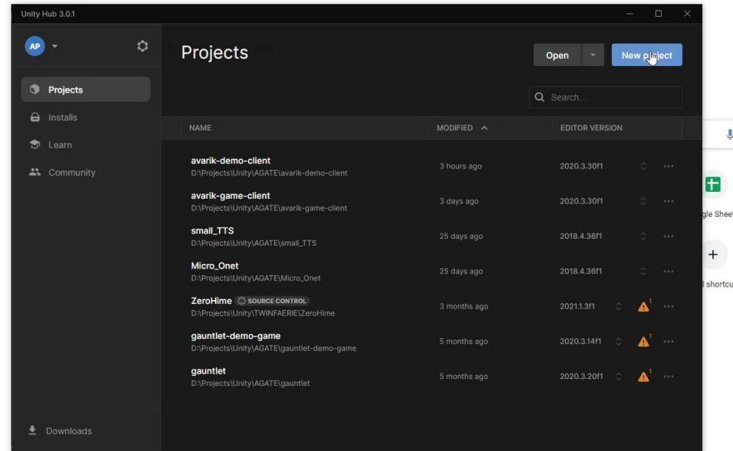 Unity Hub 3.0.1
AP
Projects
Open
New project
Projects
Installs
Learn
Community
Search...
NAME
MODIFIED
EDITOR VERSION
avarik-demo-client
D:\Projects\Unity\AGATE\avarik-demo-client
3 hours ago
2020.3.30f1
avarik-game-client
D:\Projects\Unity\AGATE\avarik-game-client
3 days ago
2020.3.30f1
small_TTS
D:\Projects\Unity\AGATE\small_TTS
25 days ago
2018.4.36f1
Micro_Onet
D:\Projects\Unity\AGATE\Micro_Onet
25 days ago
2018.4.36f1
ZeroHime SOURCE CONTROL
D:\Projects\Unity\TWINFAERIE\ZeroHime
3 months ago
2021.1.3f1
1
gauntlet-demo-game
D:\Projects\Unity\AGATE\gauntlet-demo-game
5 months ago
2020.3.14f1
1
gauntlet
D:\Projects\Unity\AGATE\gauntlet
5 months ago
2020.3.20f1
1
Downloads
gle Sheet
l shortcu